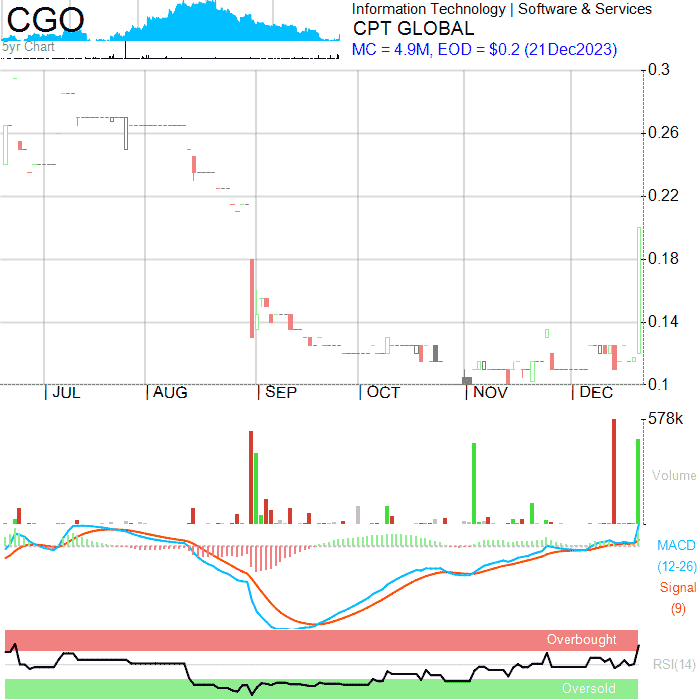 CGO
Information Technology | Software & Services
CPT GLOBAL
5yr Chart
MC = 4.9M, EOD = $0.2 (21Dec2023)
0.3
0.26
0.22
0.18
0.14
0.1
JUL
AUG
SEP
OCT
NOV
DEC
578k
Volume
MACD
(12-26)
Signal
(9)
Overbought
RSI(14)
Oversold